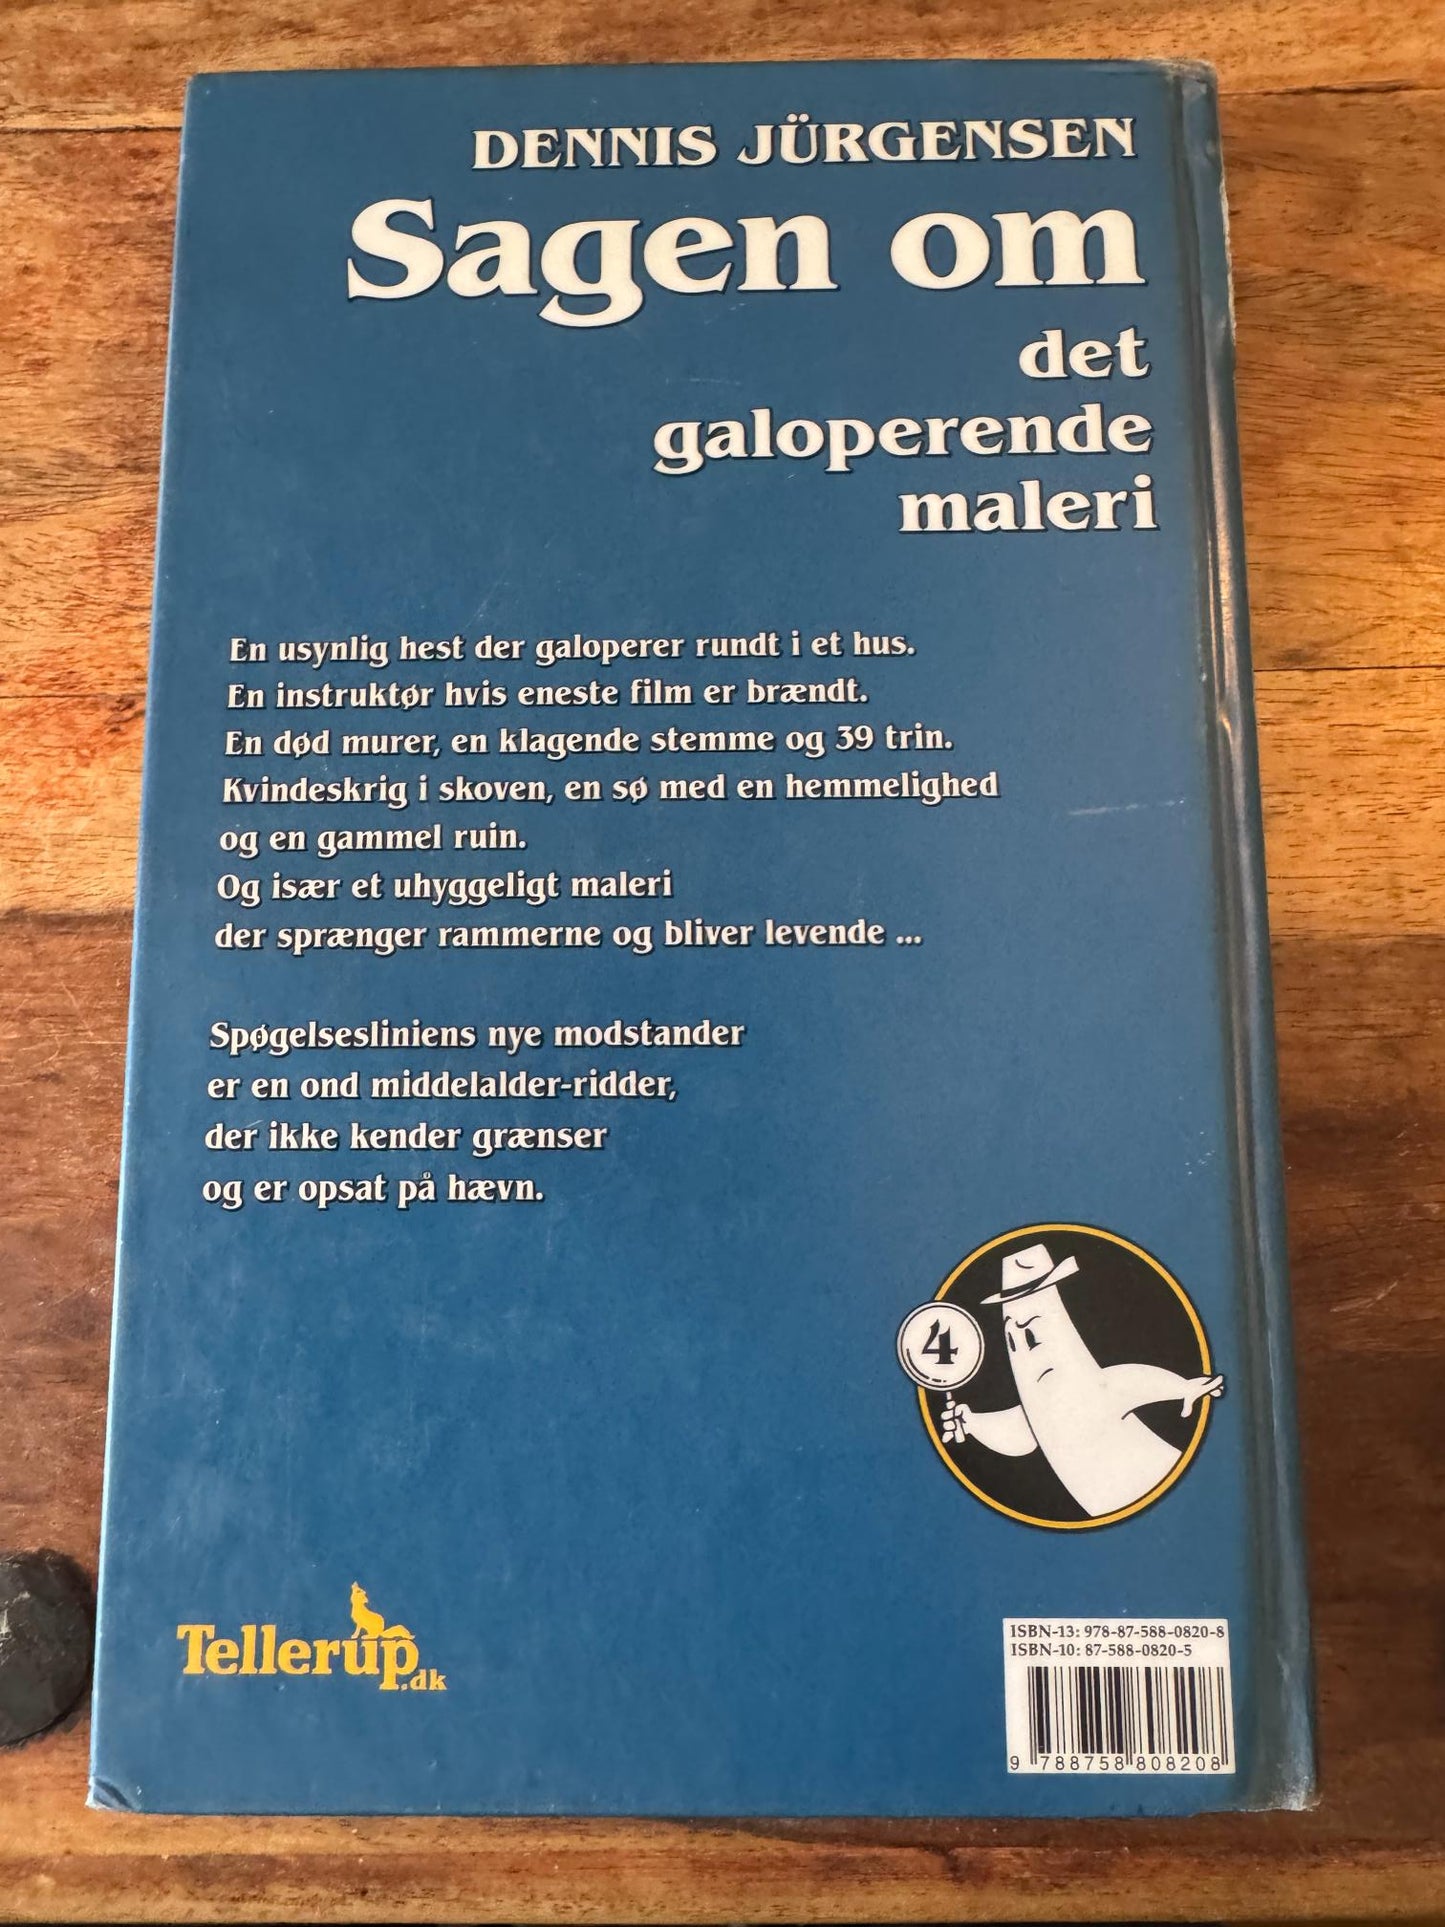 DENNIS JÜRGENSEN
Sagen om
det
galoperende
maleri
En usynlig hest der galoperer rundt i et hus.
En instruktør hvis eneste film er brændt.
En død murer, en klagende stemme og 39 trin.
Kvindeskrig i skoven, en sø med en hemmelighed
og en gammel ruin.
Og især et uhyggeligt maleri
der sprænger rammerne og bliver levende ...
Spøgelsesliniens nye modstander
er en ond middelalder-ridder,
der ikke kender grænser
og er opsat på hævn.
4
Tellerup.dk
ISBN-13: 978-87-588-0820-8
ISBN-10: 87-588-0820-5
9 788758 808208